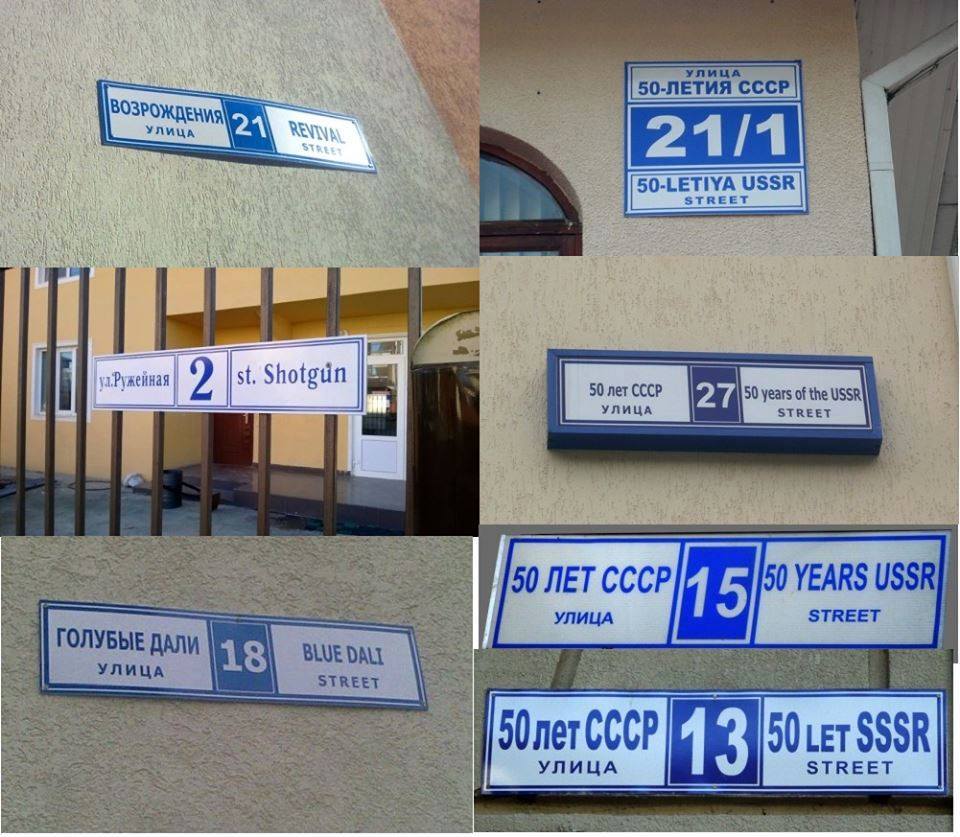 ВОЗРОЖДЕНИЯ 21 REVIVAL
УЛИЦА STREET
УЛИЦА
50-ЛЕТИЯ СССР
21/1
50-LETIYA USSR
STREET
ул.Ружейная 2 st. Shotgun
50 лет СССР 27 50 years of the USSR
УЛИЦА STREET
ГОЛУБЫЕ ДАЛИ 18 BLUE DALI
УЛИЦА STREET
50 ЛЕТ СССР 15 50 YEARS USSR
УЛИЦА STREET
50 лет СССР 13 50 LET SSSR
УЛИЦА STREET